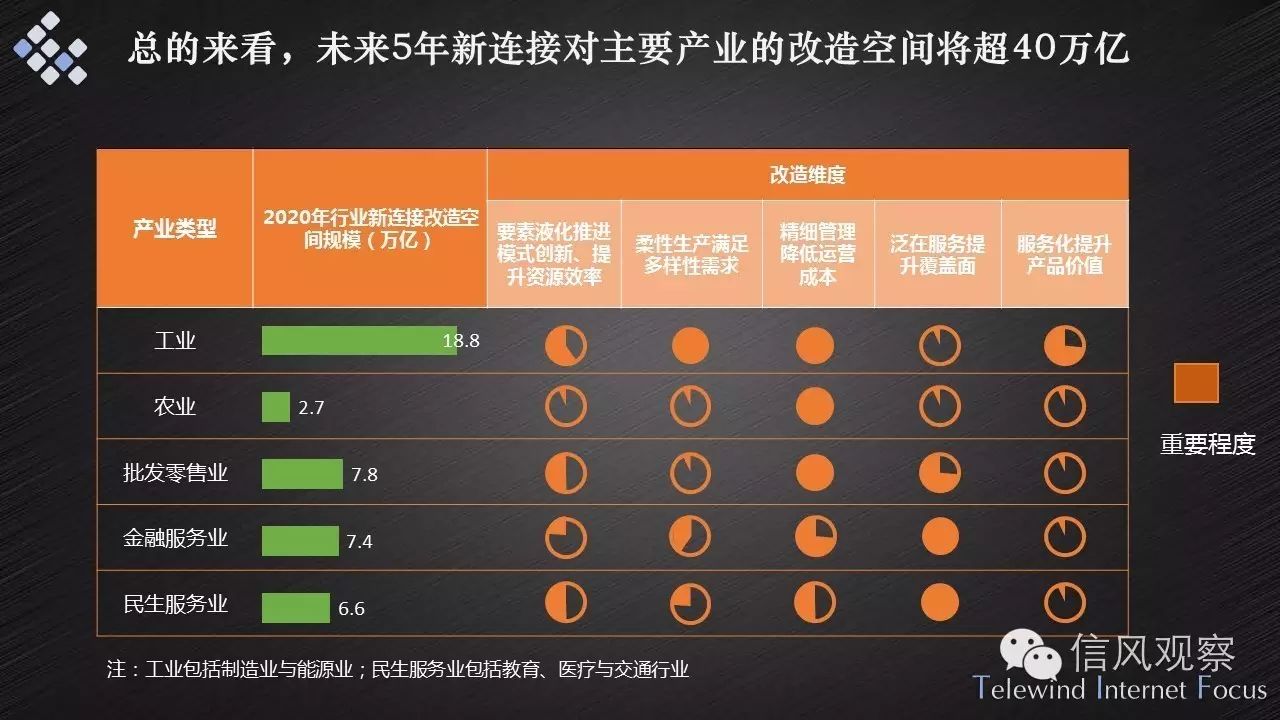 总的来看，未来5年新连接对主要产业的改造空间将超40万亿
产业类型
2020年行业新连接改造空
间规模（万亿）
改造维度
要素液化推进
模式创新、提
升资源效率
柔性生产满足
多样性需求
精细管理
降低运营
成本
泛在服务提
升覆盖面
服务化提升
产品价值
工业
18.8
农业
2.7
批发零售业
7.8
金融服务业
7.4
民生服务业
6.6
重要程度
注：工业包括制造业与能源业；民生服务业包括教育、医疗与交通行业
信风观察
Telewind Internet Focus